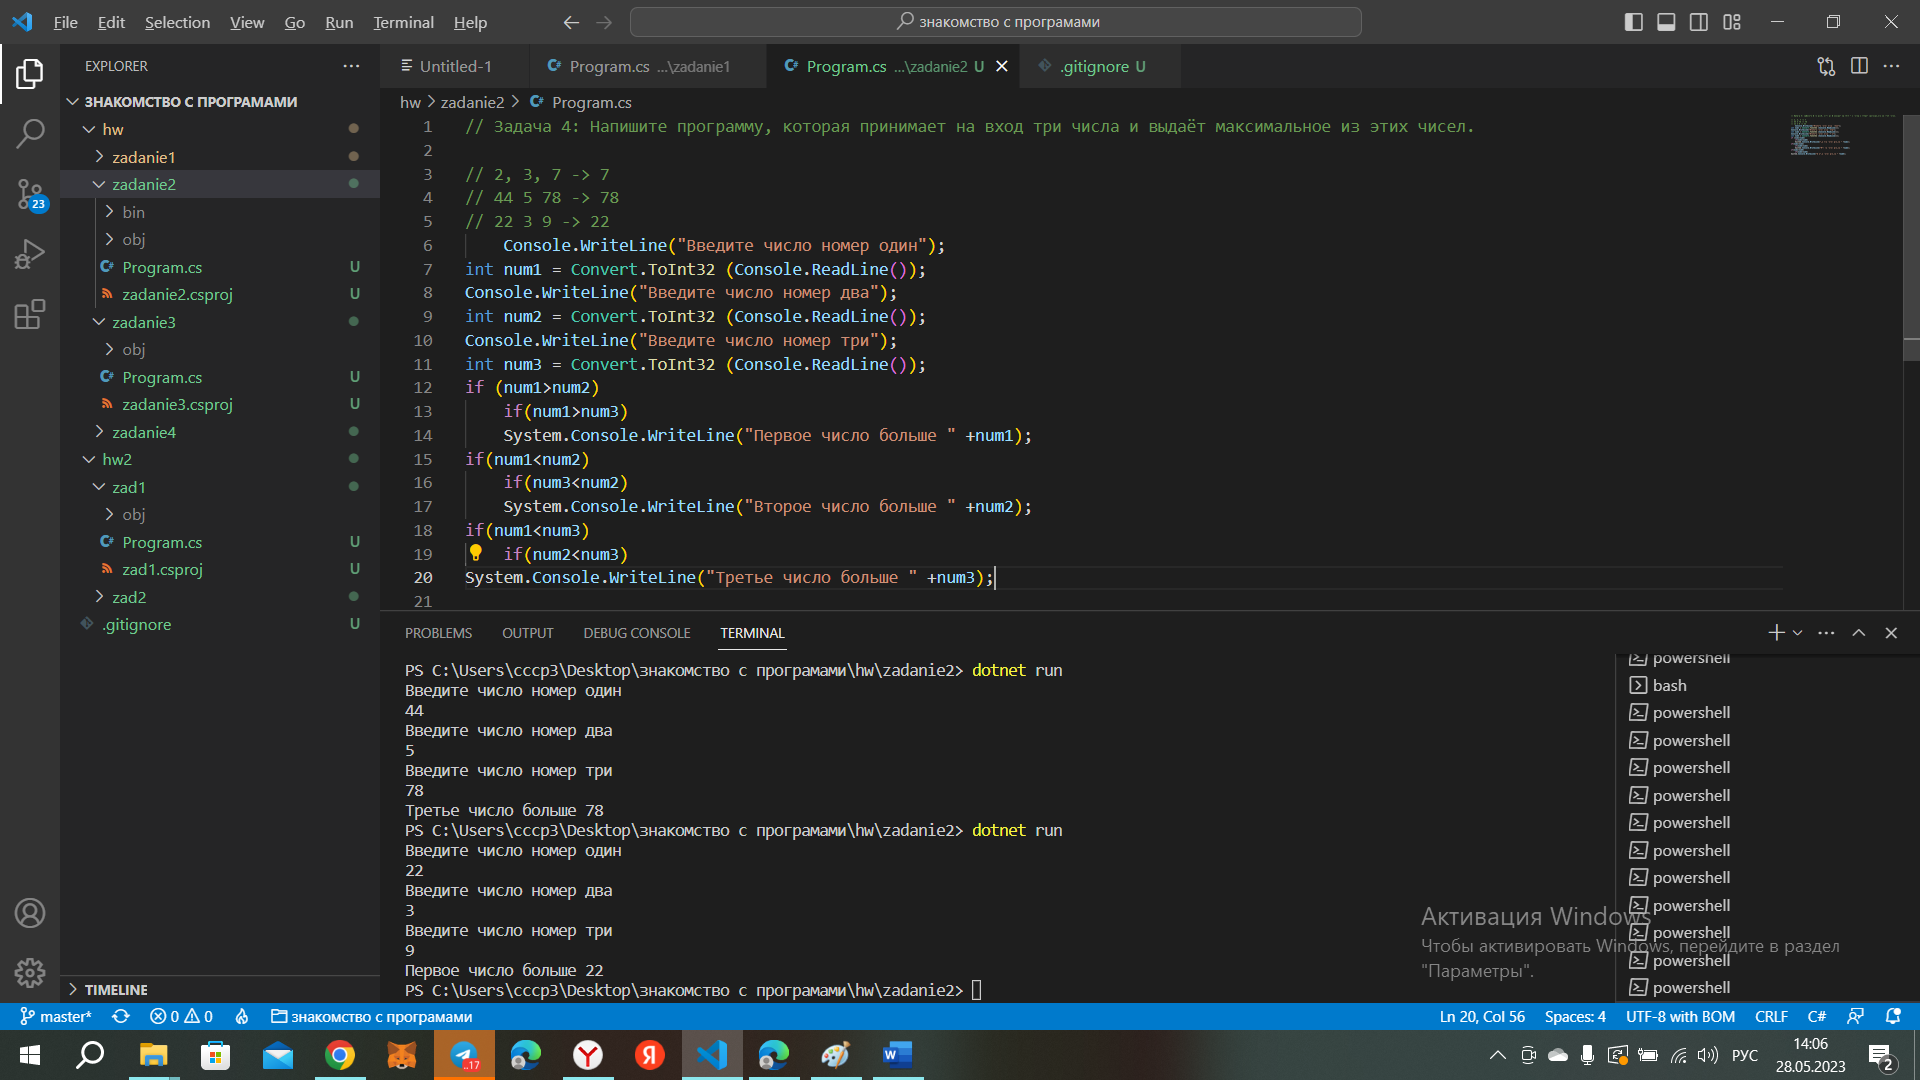 File Edit Selection View Go Run Terminal Help
знакомство с програмами
EXPLORER
ЗНАКОМСТВО С ПРОГРАМАМИ
hw
zadanie1
zadanie2
bin
obj
Program.cs U
zadanie2.csproj U
zadanie3
obj
Program.cs U
zadanie3.csproj U
zadanie4
hw2
zad1
obj
Program.cs U
zad1.csproj U
zad2
.gitignore U
TIMELINE
23
Untitled-1
Program.cs ...\zadanie1
Program.cs ...\zadanie2 U
.gitignore U
hw > zadanie2 > Program.cs
1 // Задача 4: Напишите программу, которая принимает на вход три числа и выдаёт максимальное из этих чисел.
2
3 // 2, 3, 7 -> 7
4 // 44 5 78 -> 78
5 // 22 3 9 -> 22
6 Console.WriteLine("Введите число номер один");
7 int num1 = Convert.ToInt32 (Console.ReadLine());
8 Console.WriteLine("Введите число номер два");
9 int num2 = Convert.ToInt32 (Console.ReadLine());
10 Console.WriteLine("Введите число номер три");
11 int num3 = Convert.ToInt32 (Console.ReadLine());
12 if (num1>num2)
13 if(num1>num3)
14 System.Console.WriteLine("Первое число больше " +num1);
15 if(num1<num2)
16 if(num3<num2)
17 System.Console.WriteLine("Второе число больше " +num2);
18 if(num1<num3)
19 if(num2<num3)
20 System.Console.WriteLine("Третье число больше " +num3);
21
PROBLEMS OUTPUT DEBUG CONSOLE TERMINAL
PS C:\Users\cccp3\Desktop\знакомство с програмами\hw\zadanie2> dotnet run
Введите число номер один
44
Введите число номер два
5
Введите число номер три
78
Третье число больше 78
PS C:\Users\cccp3\Desktop\знакомство с програмами\hw\zadanie2> dotnet run
Введите число номер один
22
Введите число номер два
3
Введите число номер три
9
Первое число больше 22
PS C:\Users\cccp3\Desktop\знакомство с програмами\hw\zadanie2>
powershell
bash
powershell
powershell
powershell
powershell
powershell
powershell
powershell
powershell
powershell
powershell
powershell
Активация Windows
Чтобы активировать Windows, перейдите в раздел
"Параметры".
master* 0 0 знакомство с програмами
Ln 20, Col 56 Spaces: 4 UTF-8 with BOM CRLF C#
..17
РУС
14:06
28.05.2023
2